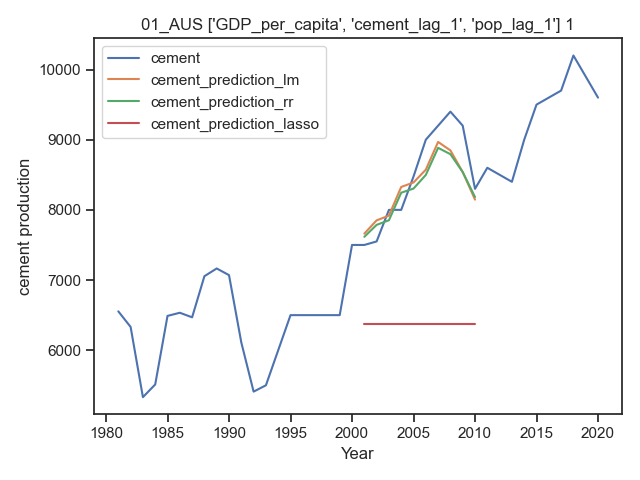 01_AUS ['GDP_per_capita', 'cement_lag_1', 'pop_lag_1'] 1
cement
cement_prediction_lm
cement_prediction_rr
cement_prediction_lasso
cement production
10000
9000
8000
7000
6000
1980 1985 1990 1995 2000 2005 2010 2015 2020
Year